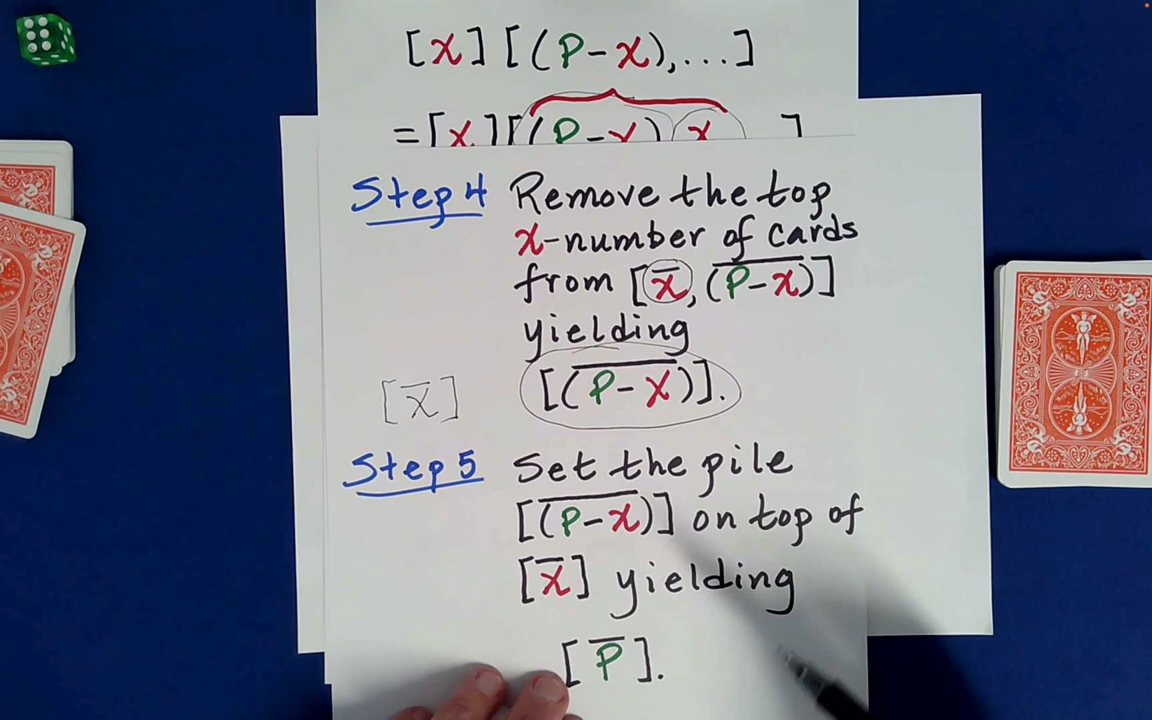 [x] [(P-x),...]
=[x][(P-x) x ]
Step 4 Remove the top
x-number of cards
from [x̅, (P̅-̅x̅)]
yielding
[(P̅-̅x̅)].
[x̅]
Step 5 Set the pile
[(P̅-̅x̅)] on top of
[x̅] yielding
[P̅].